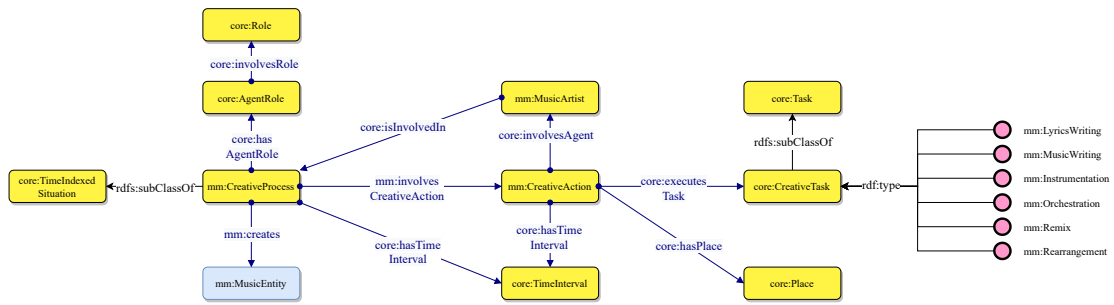 core:Role
core:involvesRole
core:AgentRole
mm:MusicArtist
core:Task
core:isInvolvedIn
core:has
AgentRole
core:involvesAgent
rdfs:subClassOf
mm:LyricsWriting
mm:MusicWriting
core:TimeIndexed
Situation
rdfs:subClassOf
mm:CreativeProcess
mm:involves
CreativeAction
mm:CreativeAction
core:executes
Task
core:CreativeTask
rdf:type
mm:Instrumentation
mm:Orchestration
mm:Remix
mm:Rearrangement
mm:creates
core:hasTime
Interval
core:hasTime
Interval
core:hasPlace
mm:MusicEntity
core:TimeInterval
core:Place